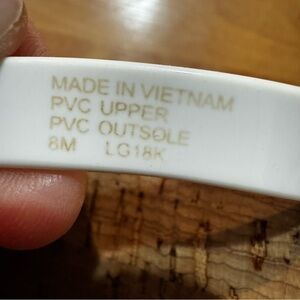 MADE IN VIETNAM
PVC UPPER
PVC OUTSOLE
8M LG18K